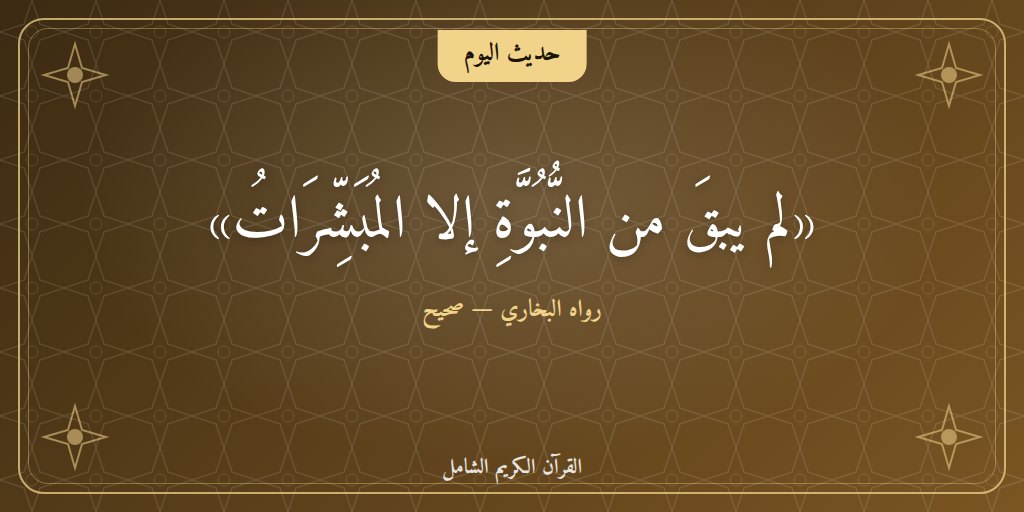 حديث اليوم
((لم يبقَ من النُّبُوَّةِ إلا المُبَشِّرَاتُ))
رواه البخاري — صحيح
القرآن الكريم الشامل